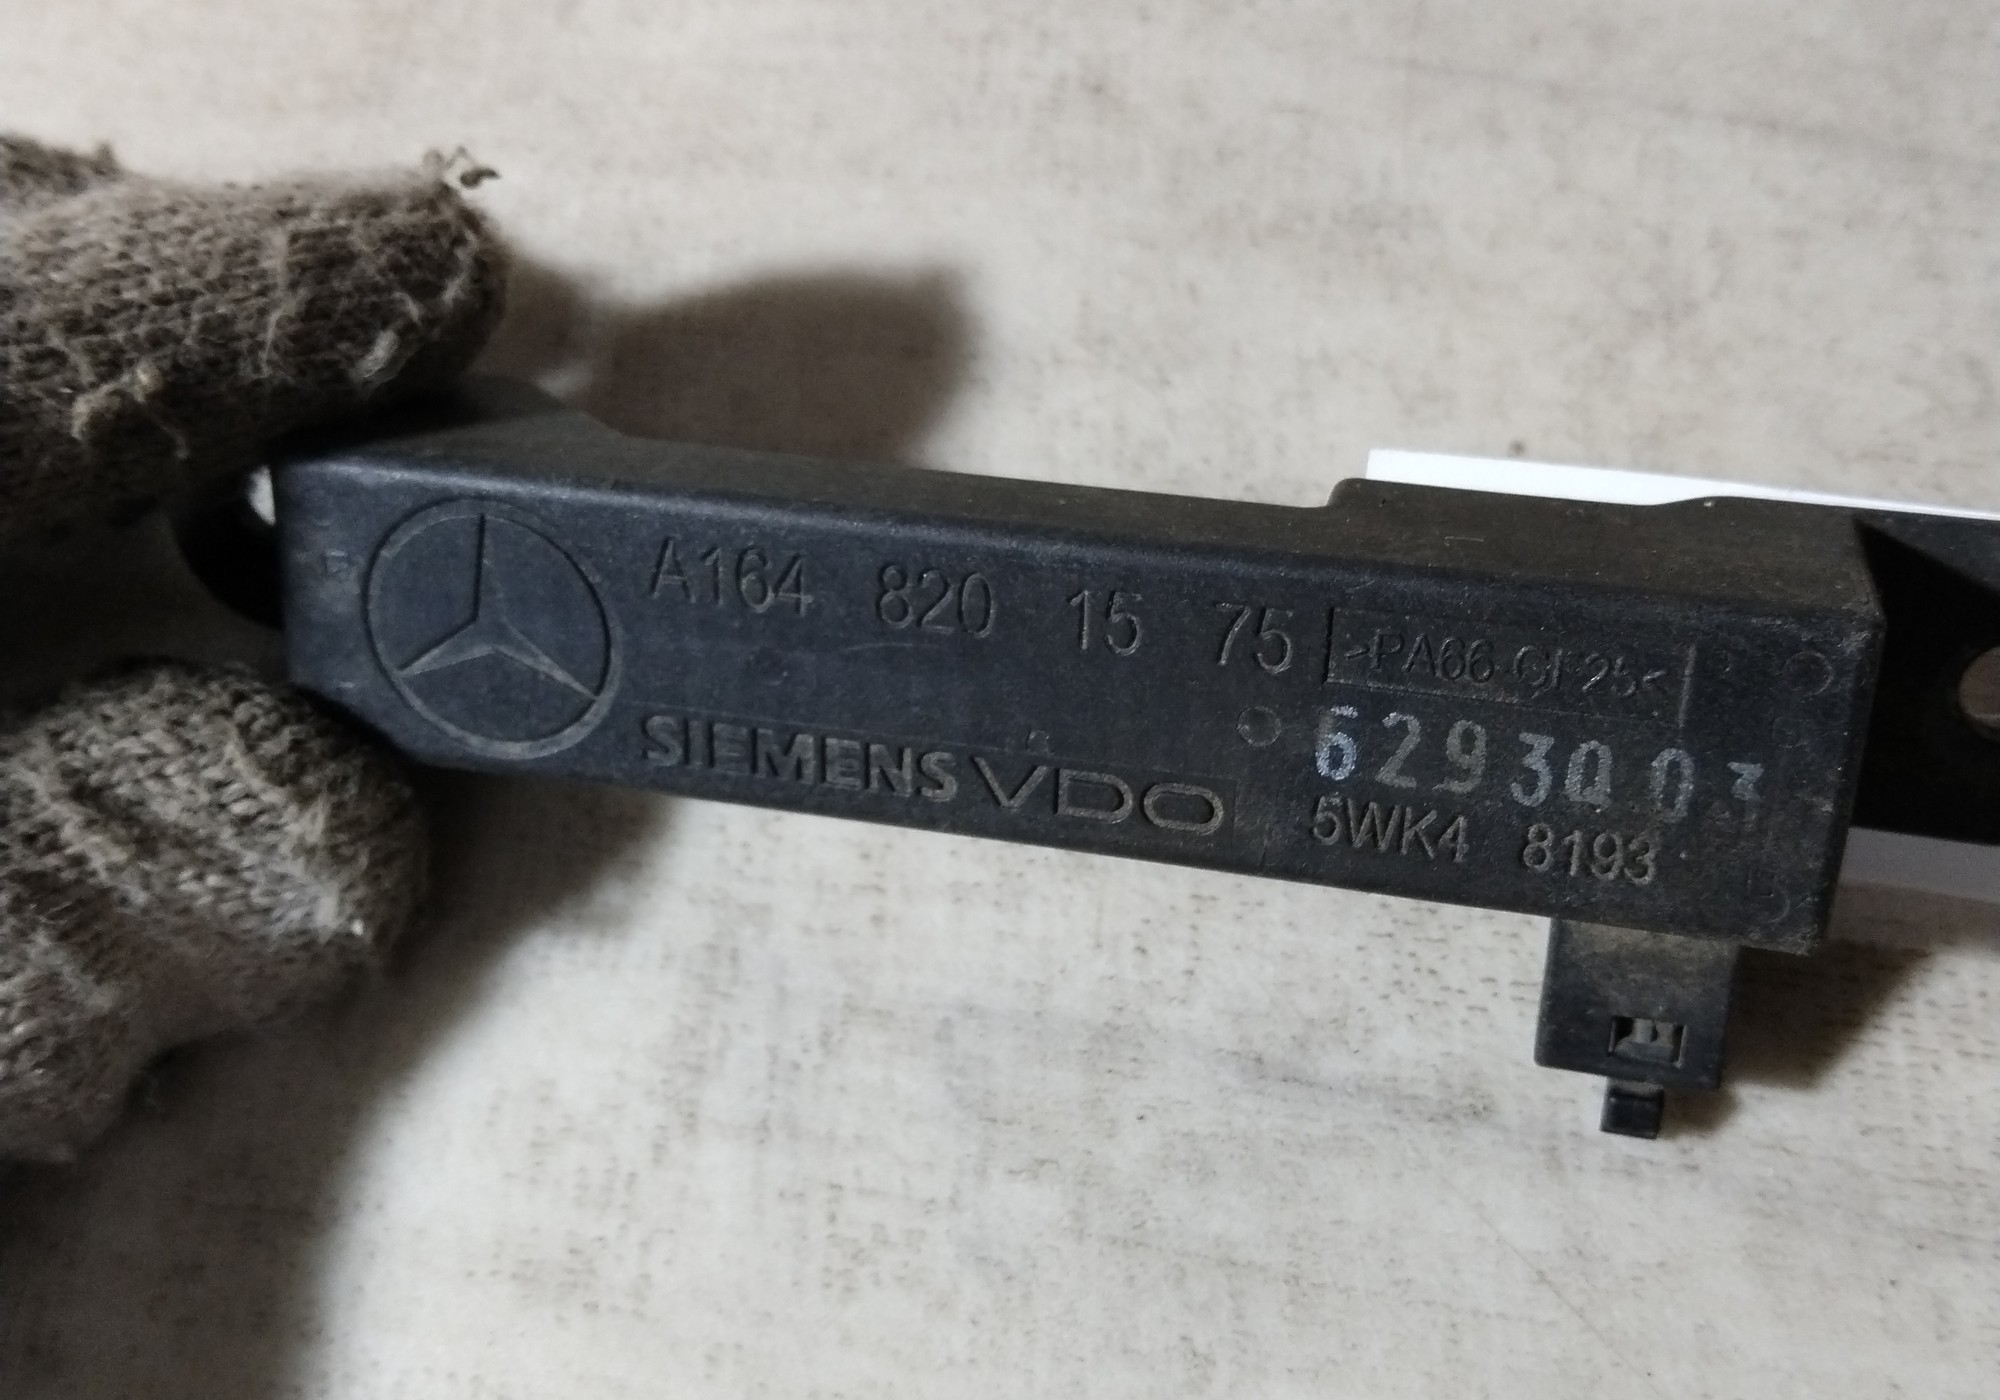 A164 820 15 75
>PA66-GF25<
SIEMENS VDO
5WK4 8193